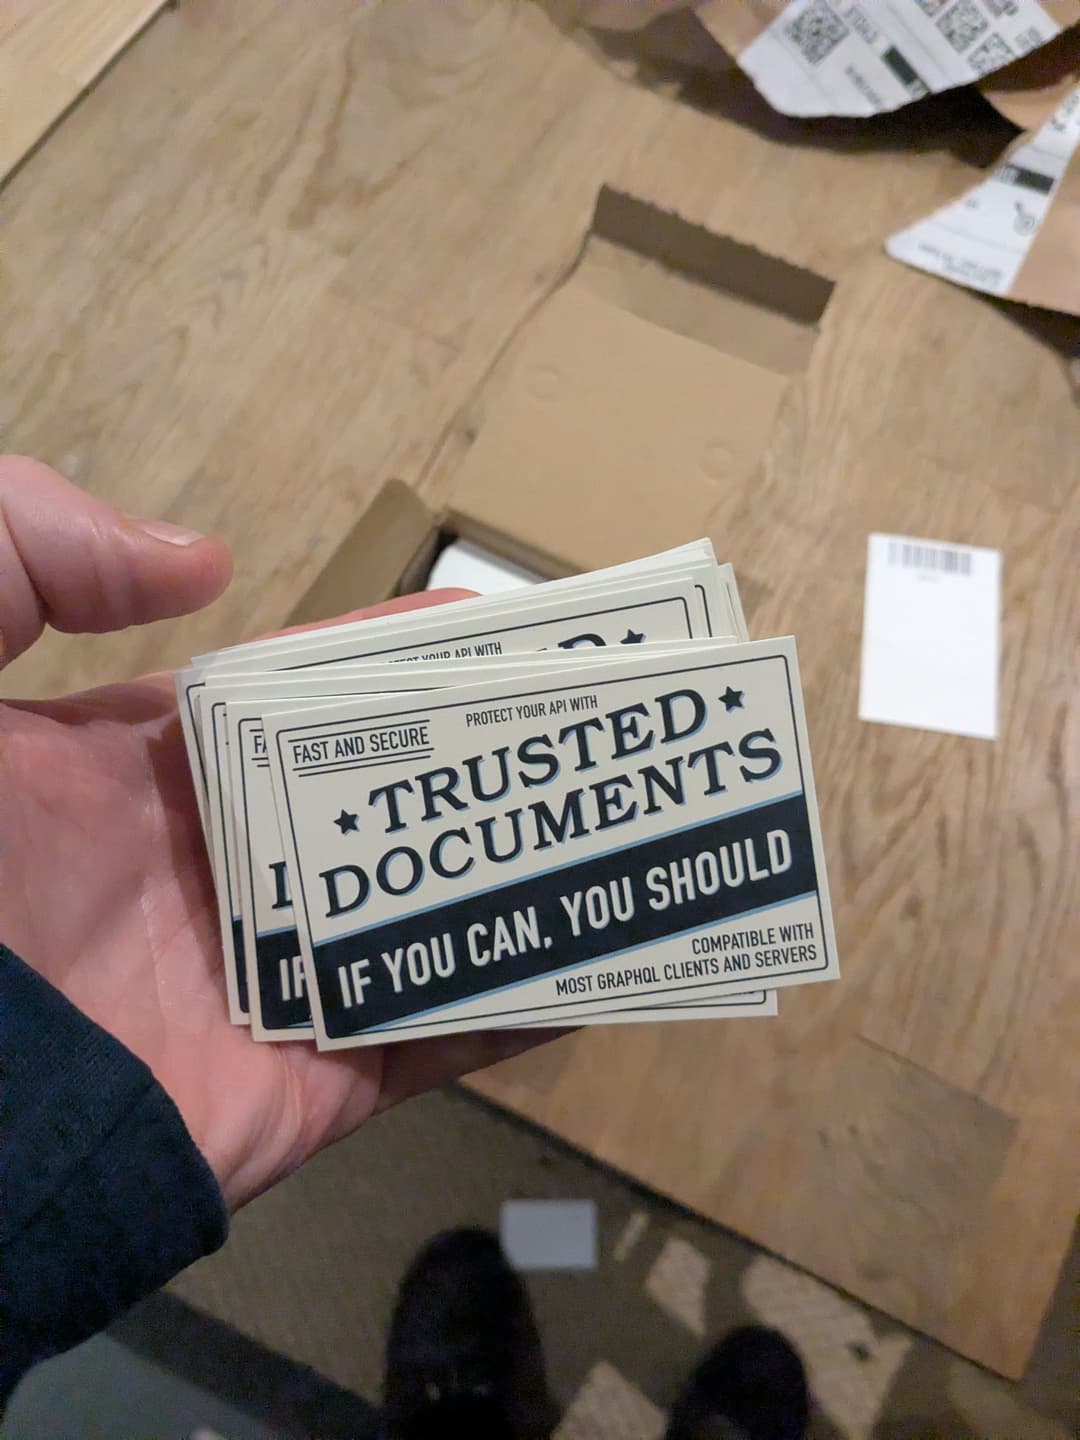 FAST AND SECURE
PROTECT YOUR API WITH
TRUSTED
DOCUMENTS
IF YOU CAN, YOU SHOULD
COMPATIBLE WITH
MOST GRAPHQL CLIENTS AND SERVERS